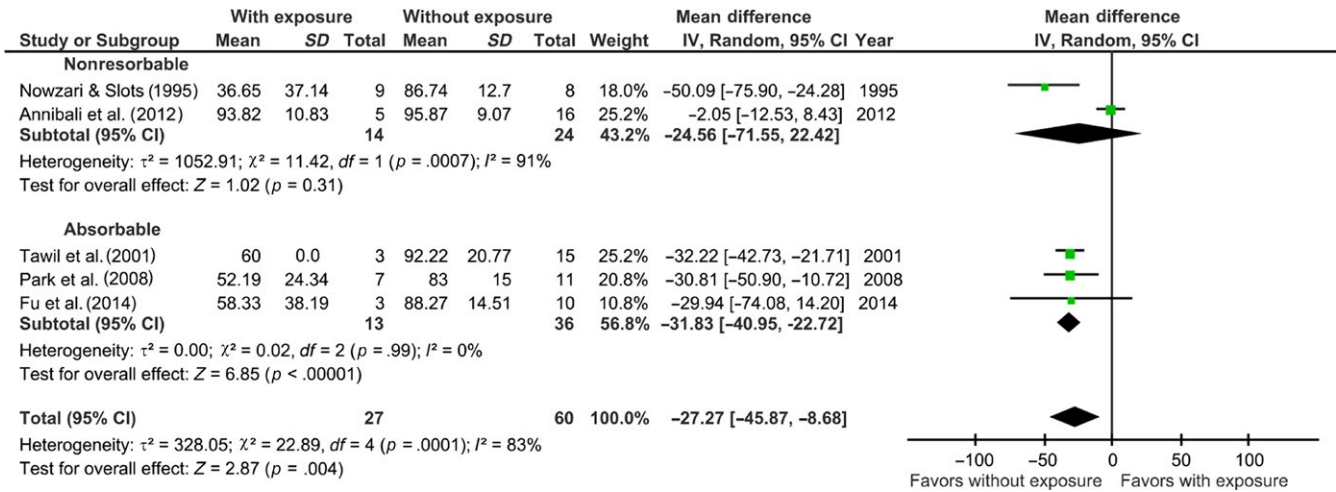 With exposure Without exposure Mean difference Mean difference
Study or Subgroup Mean SD Total Mean SD Total Weight IV, Random, 95% CI Year IV, Random, 95% CI
Nonresorbable
Nowzari & Slots (1995) 36.65 37.14 9 86.74 12.7 8 18.0% −50.09 [−75.90, −24.28] 1995
Annibali et al. (2012) 93.82 10.83 5 95.87 9.07 16 25.2% −2.05 [−12.53, 8.43] 2012
Subtotal (95% CI) 14 24 43.2% −24.56 [−71.55, 22.42]
Heterogeneity: τ² = 1052.91; χ² = 11.42, df = 1 (p = .0007); I² = 91%
Test for overall effect: Z = 1.02 (p = 0.31)
Absorbable
Tawil et al. (2001) 60 0.0 3 92.22 20.77 15 25.2% −32.22 [−42.73, −21.71] 2001
Park et al. (2008) 52.19 24.34 7 83 15 11 20.8% −30.81 [−50.90, −10.72] 2008
Fu et al. (2014) 58.33 38.19 3 88.27 14.51 10 10.8% −29.94 [−74.08, 14.20] 2014
Subtotal (95% CI) 13 36 56.8% −31.83 [−40.95, −22.72]
Heterogeneity: τ² = 0.00; χ² = 0.02, df = 2 (p = .99); I² = 0%
Test for overall effect: Z = 6.85 (p < .00001)
Total (95% CI) 27 60 100.0% −27.27 [−45.87, −8.68]
Heterogeneity: τ² = 328.05; χ² = 22.89, df = 4 (p = .0001); I² = 83%
Test for overall effect: Z = 2.87 (p = .004)
−100 −50 0 50 100
Favors without exposure Favors with exposure